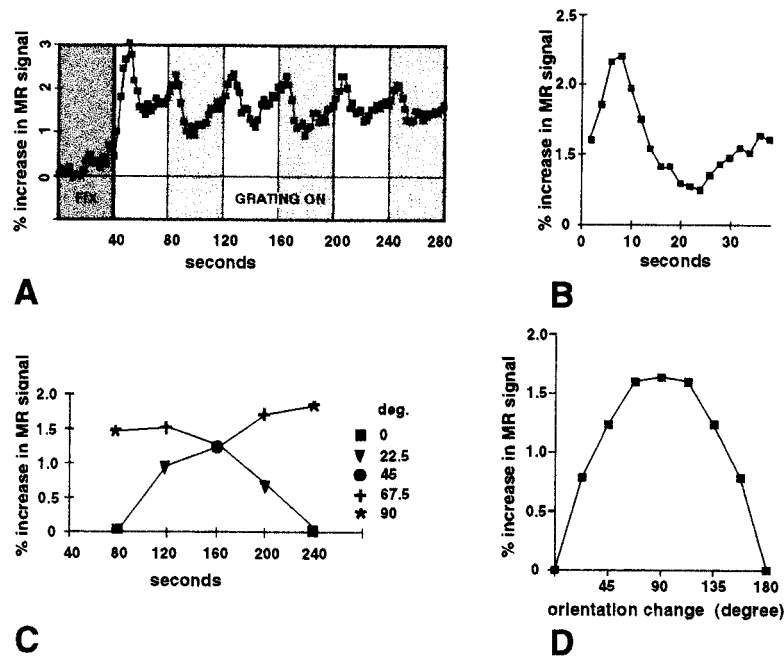 % increase in MR signal
3
2
1
0
FIX
GRATING ON
40 80 120 160 200 240 280
seconds
A
% increase in MR signal
2.5
2.0
1.5
0
0 10 20 30
seconds
B
% increase in MR signal
2.0
1.5
1.0
0.5
0
40 80 120 160 200 240
seconds
deg.
0
22.5
45
67.5
90
C
% increase in MR signal
2.0
1.5
1.0
0.5
0
45 90 135 180
orientation change (degree)
D